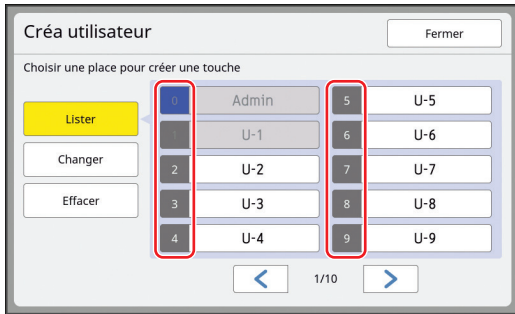 Créa utilisateur
Fermer
Choisir une place pour créer une touche
Lister
Changer
Effacer
0 Admin
1 U-1
2 U-2
3 U-3
4 U-4
5 U-5
6 U-6
7 U-7
8 U-8
9 U-9
1/10